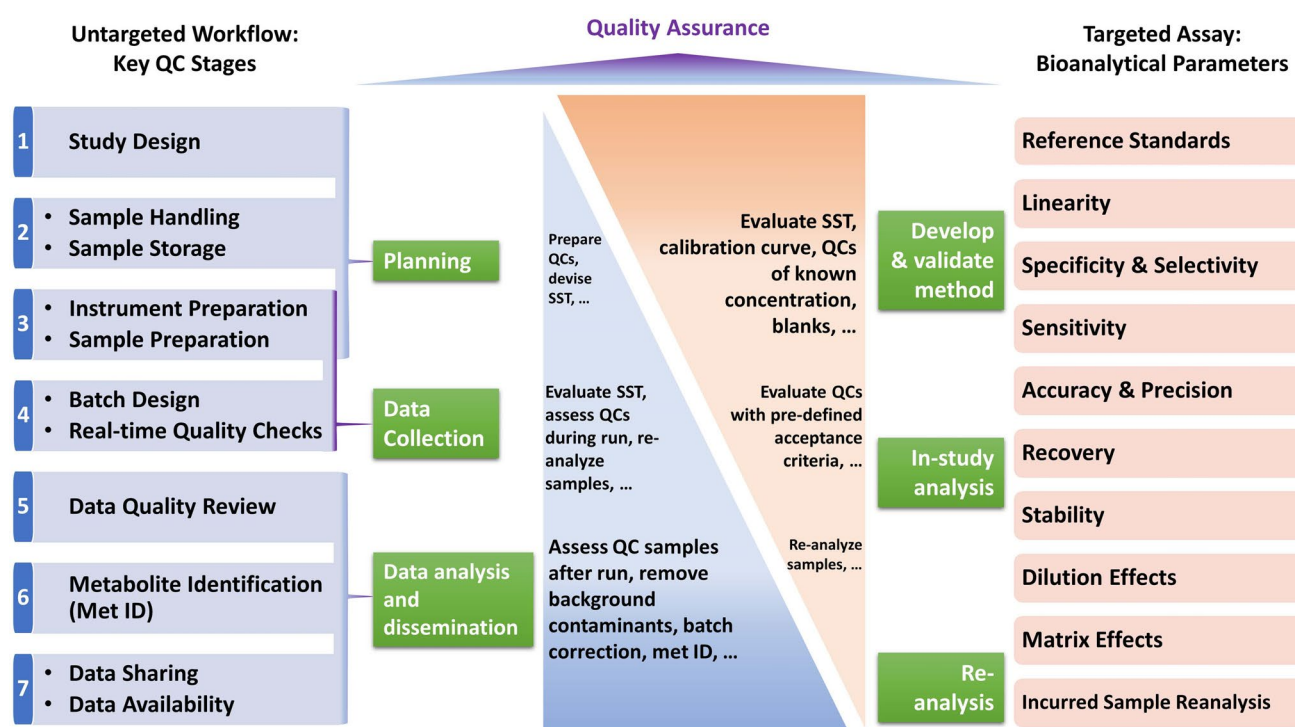 Untargeted Workflow:
Key QC Stages
Quality Assurance
Targeted Assay:
Bioanalytical Parameters
1
Study Design
2
• Sample Handling
• Sample Storage
3
• Instrument Preparation
• Sample Preparation
4
• Batch Design
• Real-time Quality Checks
5
Data Quality Review
6
Metabolite Identification
(Met ID)
7
• Data Sharing
• Data Availability
Planning
Data
Collection
Data analysis
and
dissemination
Prepare
QCs,
devise
SST, ...
Evaluate SST,
assess QCs
during run, re-
analyze
samples, ...
Assess QC samples
after run, remove
background
contaminants, batch
correction, met ID, ...
Evaluate SST,
calibration curve, QCs
of known
concentration,
blanks, ...
Evaluate QCs
with pre-defined
acceptance
criteria, ...
Re-analyze
samples, ...
Develop
& validate
method
In-study
analysis
Re-
analysis
Reference Standards
Linearity
Specificity & Selectivity
Sensitivity
Accuracy & Precision
Recovery
Stability
Dilution Effects
Matrix Effects
Incurred Sample Reanalysis